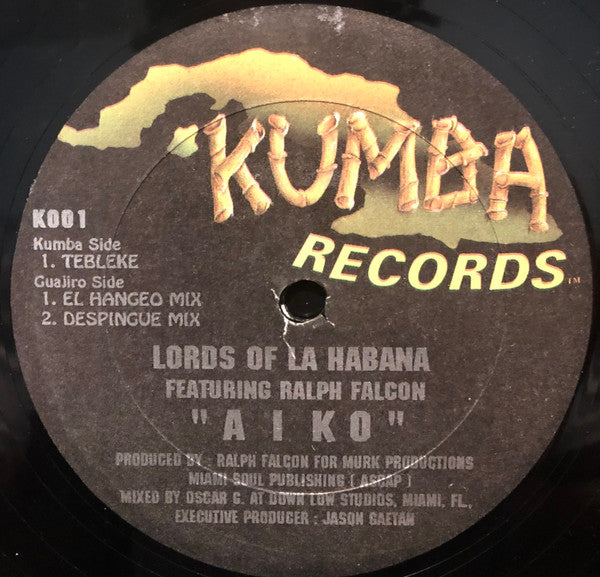 KUMBA
RECORDS™
K001
Kumba Side
1. TEBLEKE
Guajiro Side
1. EL HANGEO MIX
2. DESPINGUE MIX
LORDS OF LA HABANA
FEATURING RALPH FALCON
"AIKO"
PRODUCED BY : RALPH FALCON FOR MURK PRODUCTIONS
MIAMI SOUL PUBLISHING ( ASPAP )
MIXED BY OSCAR G. AT DOWN LOW STUDIOS, MIAMI, FL.,
EXECUTIVE PRODUCER : JASON GAETAN